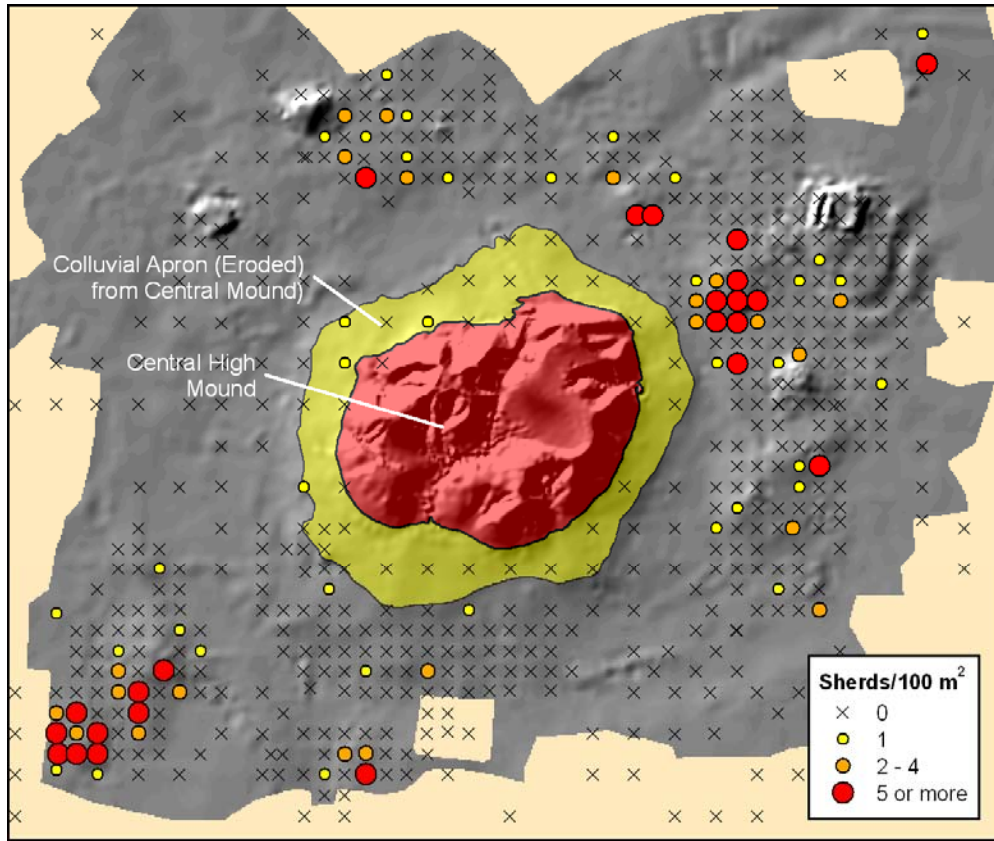 Colluvial Apron (Eroded)
from Central Mound)
Central High
Mound
Sherds/100 m²
0
1
2 - 4
5 or more